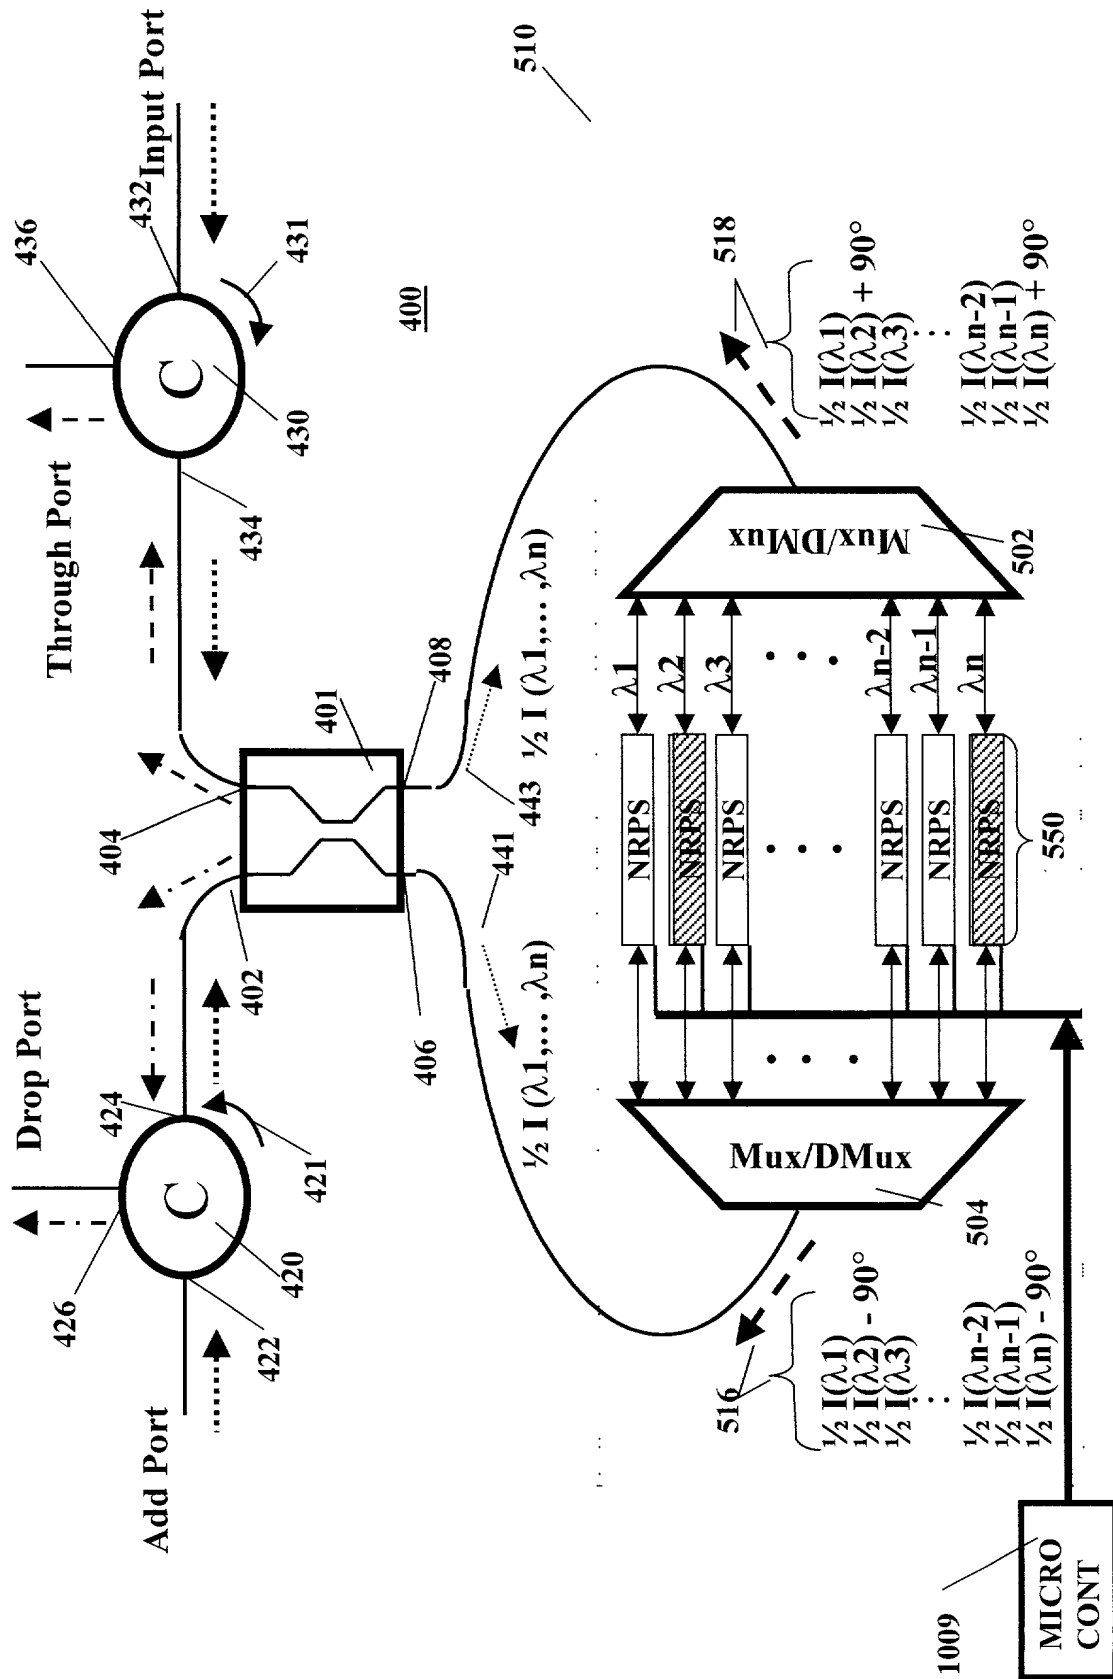 Drop Port
Through Port
436
426
424
Add Port
432
Input Port
C
C
422
420
421
402
404
434
430
431
401
400
406
441
408
443
510
½ I (λ1,... ,λn)
½ I (λ1,... ,λn)
516
518
Mux/DMux
504
NRPS
NRPS
NRPS
. . .
NRPS
NRPS
NRPS
550
λ1
λ2
λ3
. . .
λn-2
λn-1
λn
Mux/DMux
502
½ I(λ1)
½ I(λ2) - 90°
½ I(λ3)
. . .
½ I(λn-2)
½ I(λn-1)
½ I(λn) - 90°
½ I(λ1)
½ I(λ2) + 90°
½ I(λ3)
. . .
½ I(λn-2)
½ I(λn-1)
½ I(λn) + 90°
1009
MICRO
CONT